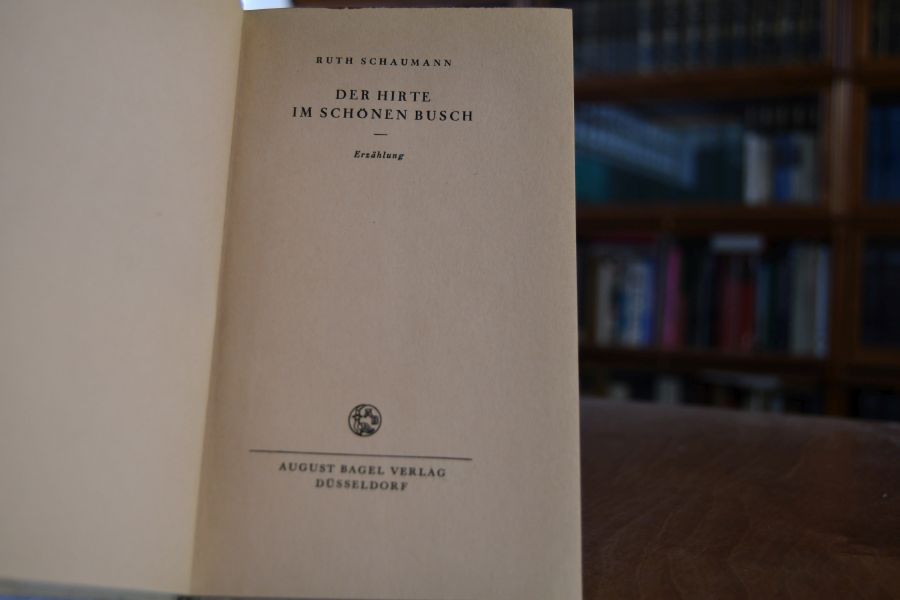 RUTH SCHAUMANN
DER HIRTE
IM SCHÖNEN BUSCH
Erzählung
AUGUST BAGEL VERLAG
DÜSSELDORF